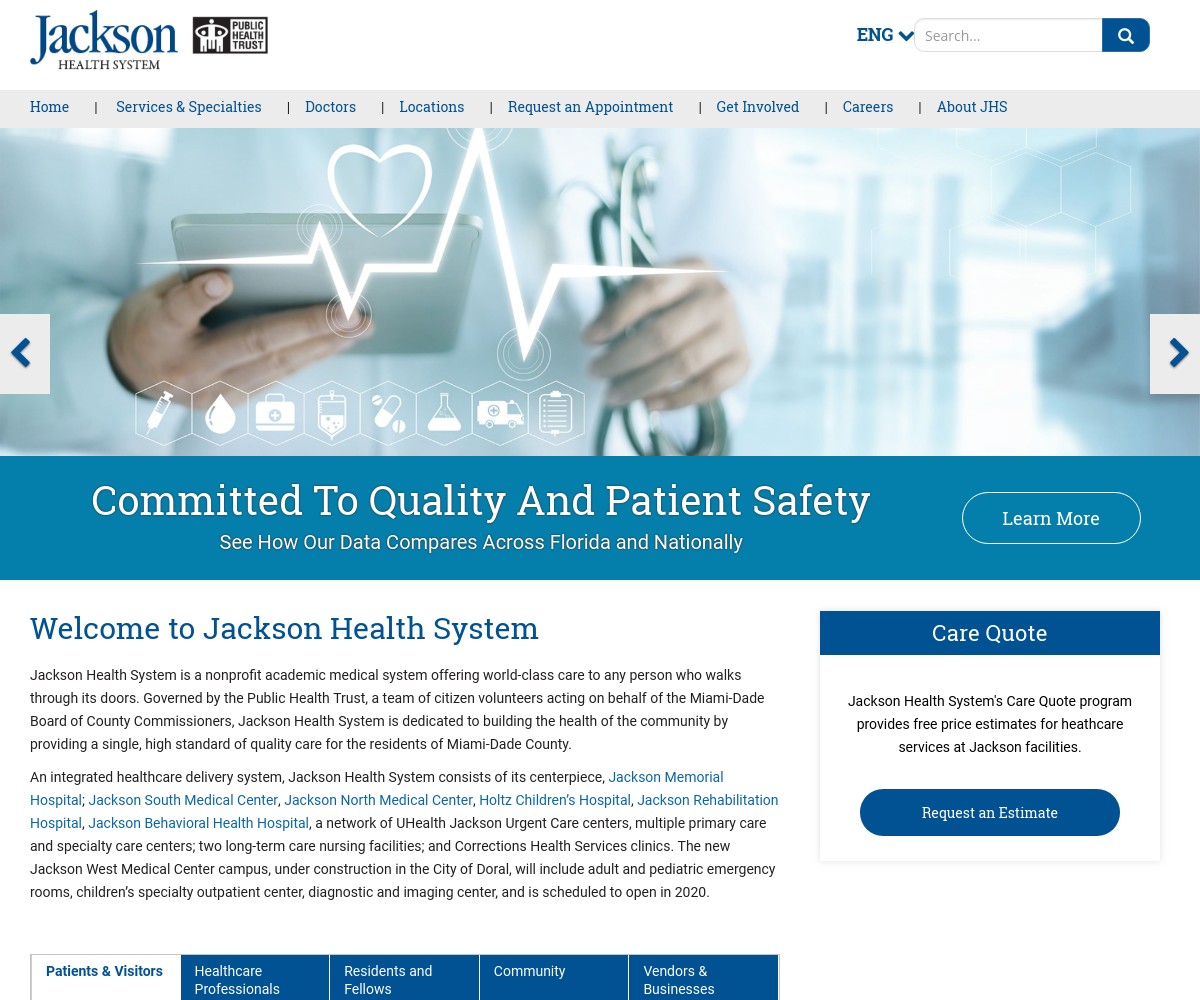 Jackson
HEALTH SYSTEM
PUBLIC
HEALTH
TRUST
ENG
Search...
Home | Services & Specialties | Doctors | Locations | Request an Appointment | Get Involved | Careers | About JHS
Committed To Quality And Patient Safety
See How Our Data Compares Across Florida and Nationally
Learn More
Welcome to Jackson Health System
Jackson Health System is a nonprofit academic medical system offering world-class care to any person who walks
through its doors. Governed by the Public Health Trust, a team of citizen volunteers acting on behalf of the Miami-Dade
Board of County Commissioners, Jackson Health System is dedicated to building the health of the community by
providing a single, high standard of quality care for the residents of Miami-Dade County.
An integrated healthcare delivery system, Jackson Health System consists of its centerpiece, Jackson Memorial
Hospital; Jackson South Medical Center, Jackson North Medical Center, Holtz Children’s Hospital, Jackson Rehabilitation
Hospital, Jackson Behavioral Health Hospital, a network of UHealth Jackson Urgent Care centers, multiple primary care
and specialty care centers; two long-term care nursing facilities; and Corrections Health Services clinics. The new
Jackson West Medical Center campus, under construction in the City of Doral, will include adult and pediatric emergency
rooms, children’s specialty outpatient center, diagnostic and imaging center, and is scheduled to open in 2020.
Care Quote
Jackson Health System's Care Quote program
provides free price estimates for heathcare
services at Jackson facilities.
Request an Estimate
Patients & Visitors
Healthcare
Professionals
Residents and
Fellows
Community
Vendors &
Businesses